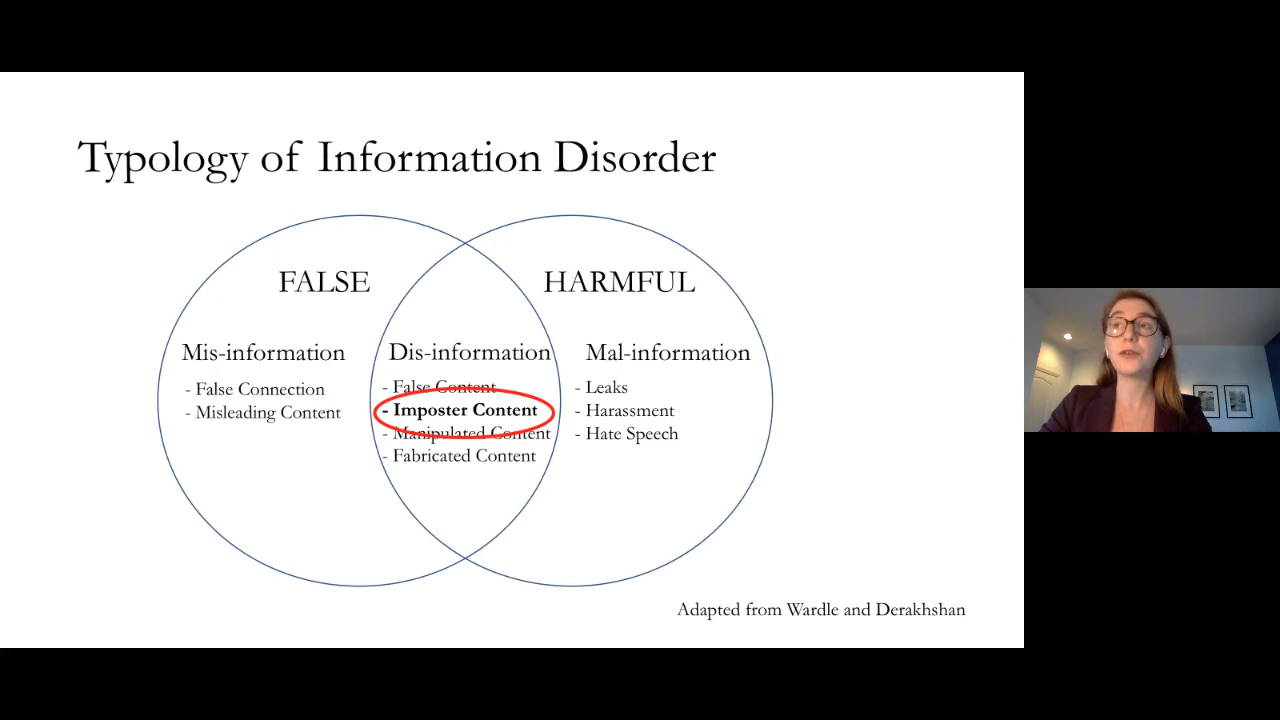 Typology of Information Disorder
FALSE
HARMFUL
Mis-information
- False Connection
- Misleading Content
Dis-information
- False Content
- Imposter Content
- Manipulated Content
- Fabricated Content
Mal-information
- Leaks
- Harassment
- Hate Speech
Adapted from Wardle and Derakhshan